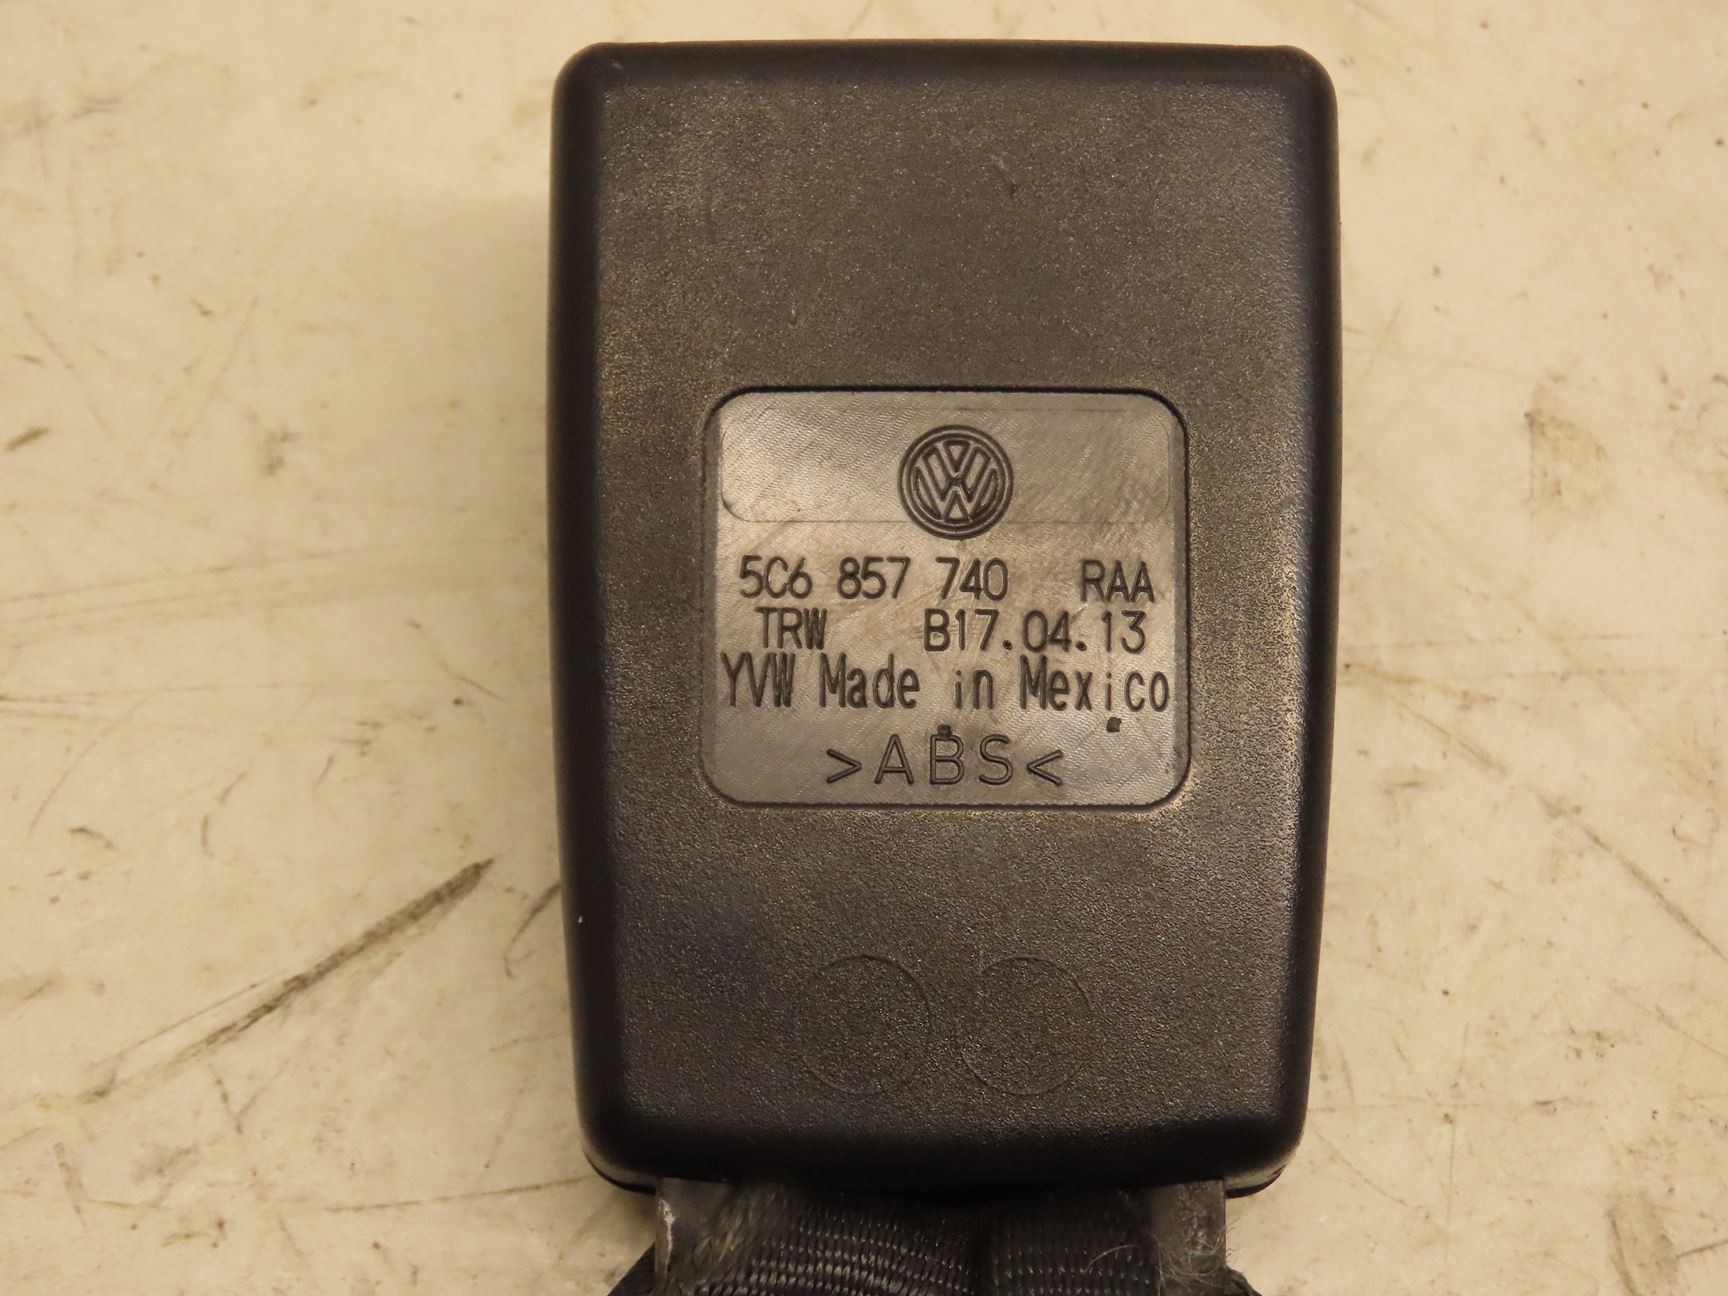 5C6 857 740 RAA
TRW B17.04.13
YVW Made in Mexico
>ABS<